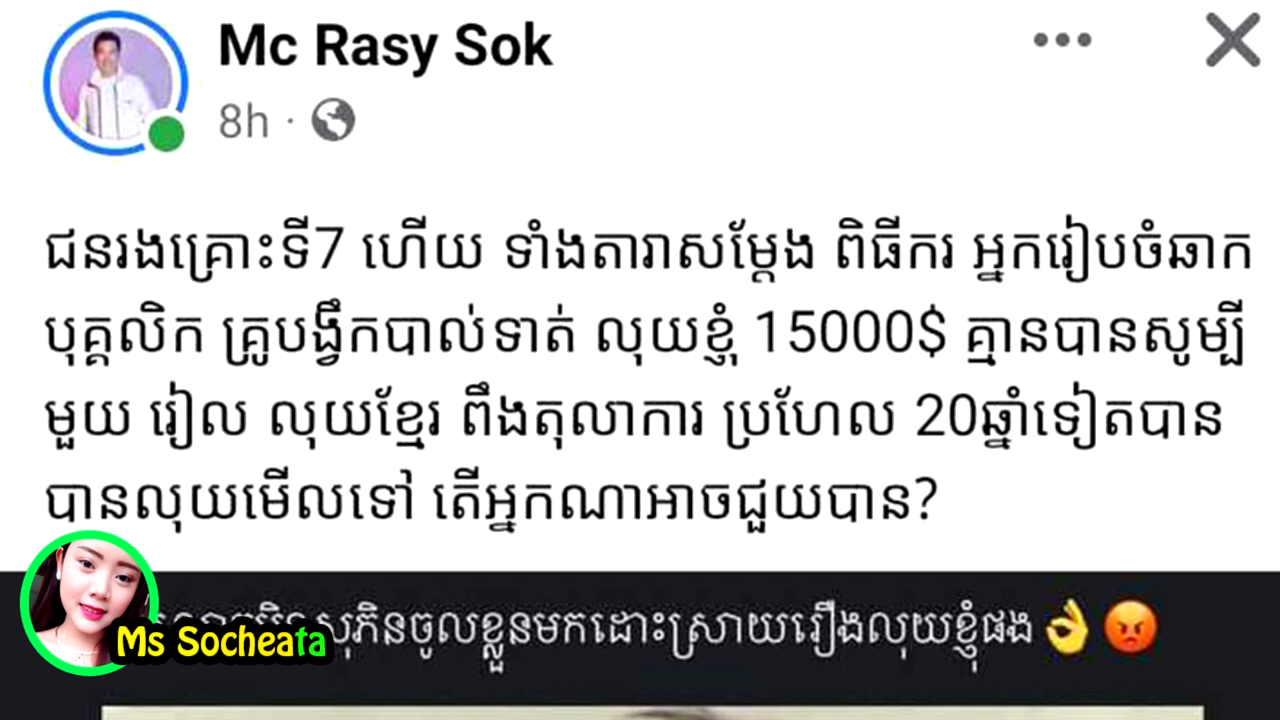 Mc Rasy Sok
8h ·
ជនរងគ្រោះទី7 ហើយ ទាំងតារាសម្តែង ពិធីករ អ្នករៀបចំឆាក
បុគ្គលិក គ្រូបង្វឹកបាល់ទាត់ លុយខ្ញុំ 15000$ គ្មានបានសូម្បី
មួយ រៀល លុយខ្មែរ ពឹងតុលាការ ប្រហែល 20ឆ្នាំទៀតបាន
បានលុយមើលទៅ តើអ្នកណាអាចជួយបាន?
សុភិនចូលខ្លួនមកដោះស្រាយរឿងលុយខ្ញុំផង👌😡
Ms Socheata